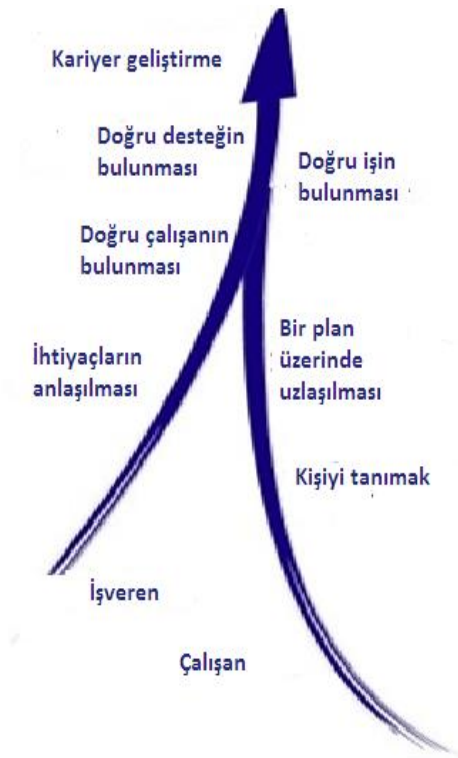 Kariyer geliştirme
Doğru desteğin
bulunması
Doğru işin
bulunması
Doğru çalışanın
bulunması
Bir plan
üzerinde
uzlaşılması
İhtiyaçların
anlaşılması
Kişiyi tanımak
İşveren
Çalışan